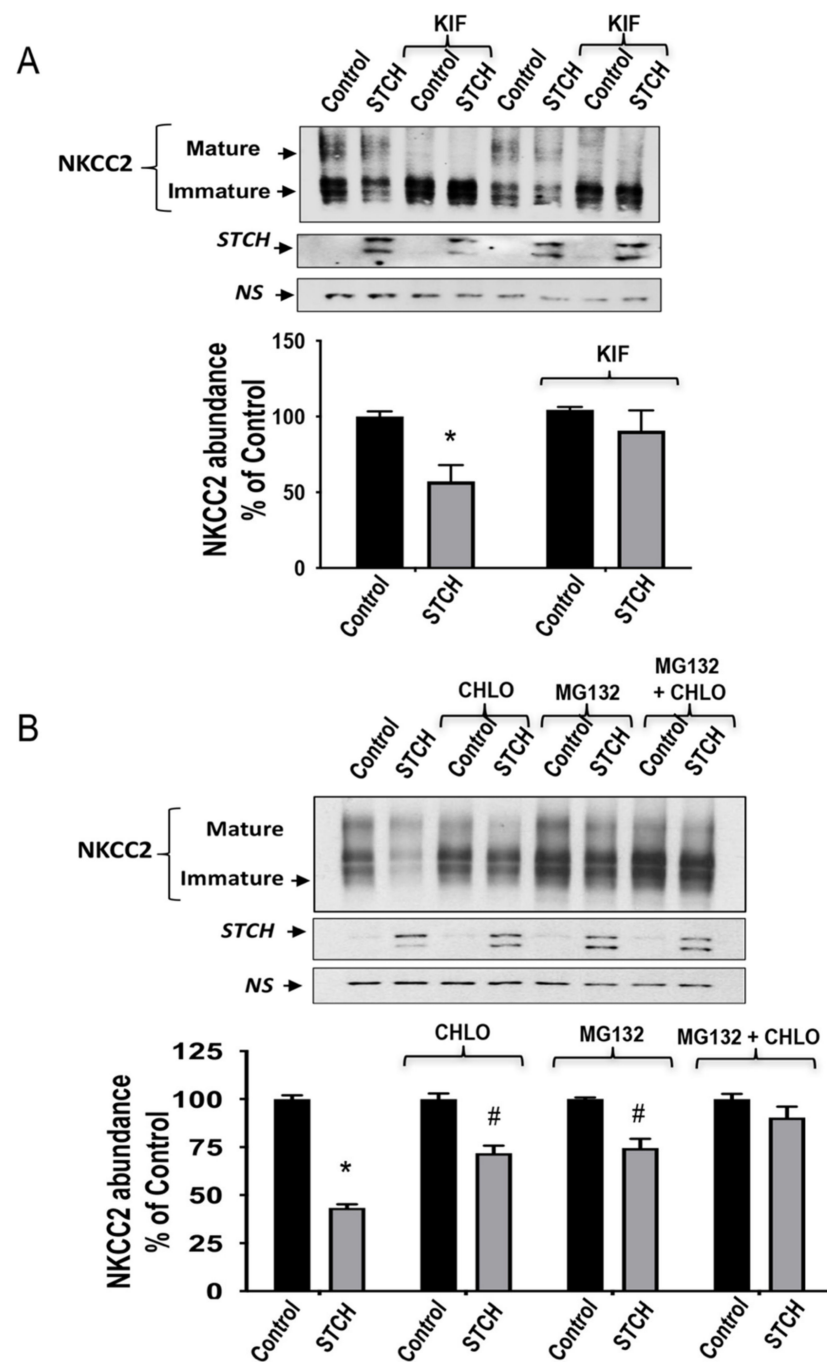 A
KIF KIF
Control STCH Control STCH Control STCH Control STCH
NKCC2 Mature
Immature
STCH
NS
NKCC2 abundance
% of Control
150
100
50
0
*
KIF
Control STCH Control STCH
B
CHLO MG132 MG132
+ CHLO
Control STCH Control STCH Control STCH Control STCH
NKCC2 Mature
Immature
STCH
NS
NKCC2 abundance
% of Control
125
100
75
50
25
0
CHLO MG132 MG132 + CHLO
* # #
Control STCH Control STCH Control STCH Control STCH